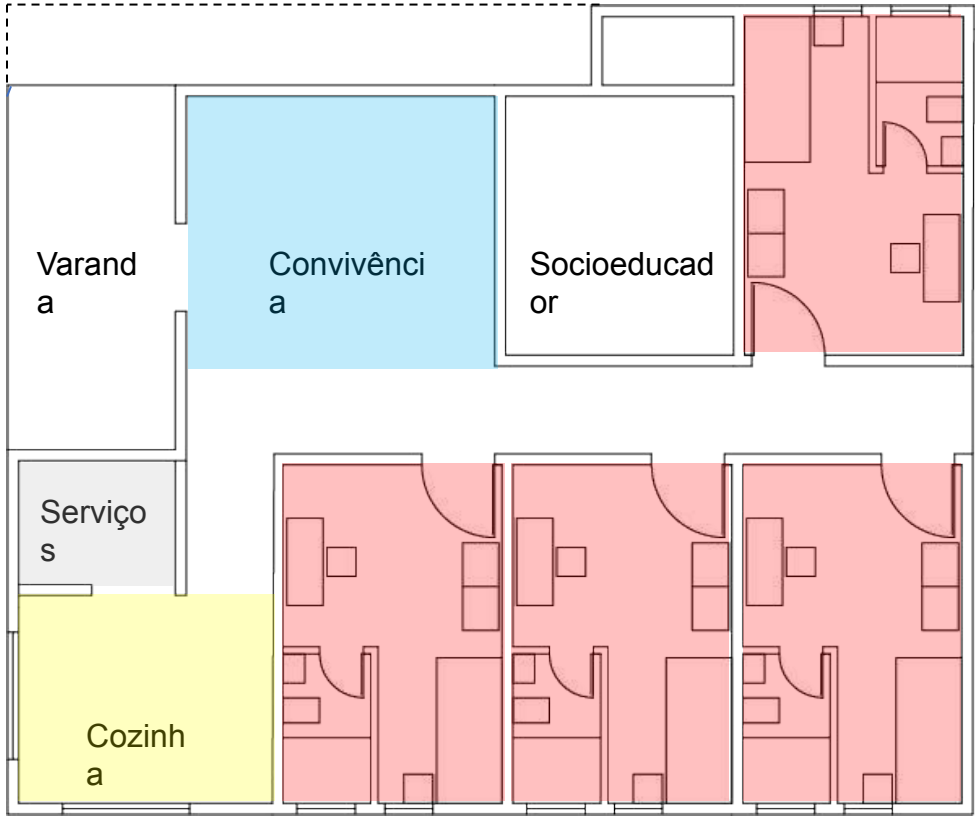 Varand
a
Convivênci
a
Socioeducad
or
Serviço
s
Cozinh
a